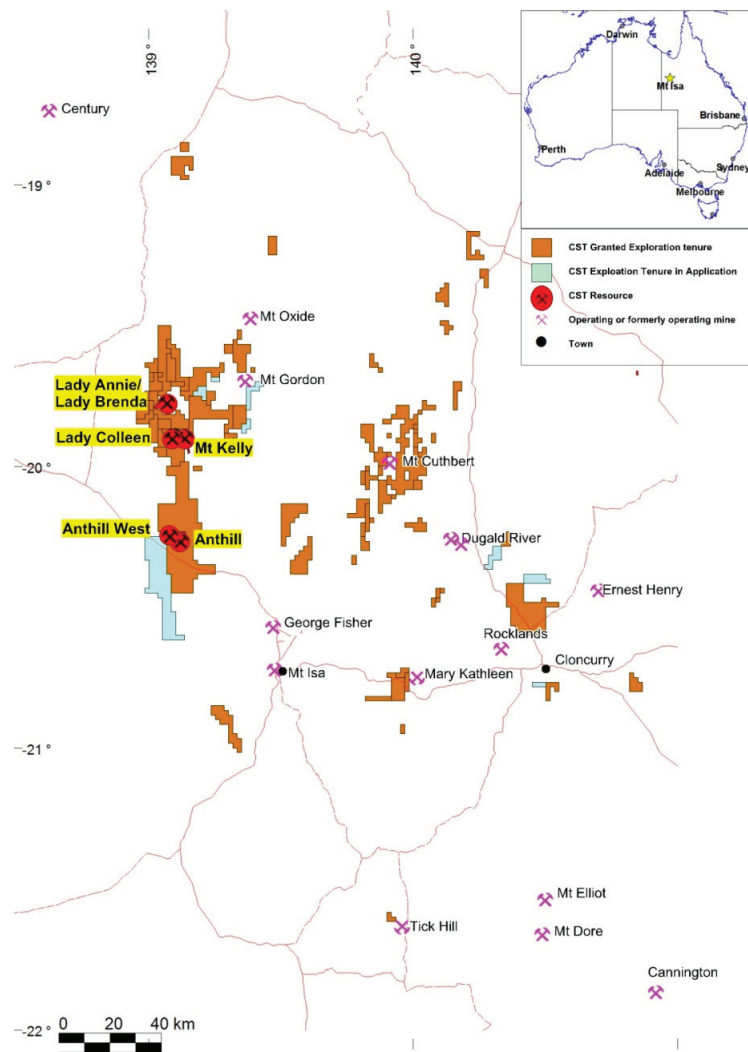 139 °
140 °
Darwin
Mt Isa
Brisbane
Perth
Sydney
Adelaide
Melbourne
CST Granted Exploration tenure
CST Exploation Tenure in Application
CST Resource
Operating or formerly operating mine
Town
Century
-19 °
Mt Oxide
Mt Gordon
Lady Annie/
Lady Brenda
Lady Colleen
Mt Kelly
-20 °
Mt Cuthbert
Anthill West
Anthill
Dugald River
Ernest Henry
George Fisher
Rocklands
Cloncurry
Mt Isa
Mary Kathleen
-21 °
Mt Elliot
Tick Hill
Mt Dore
Cannington
0 20 40 km
-22 °